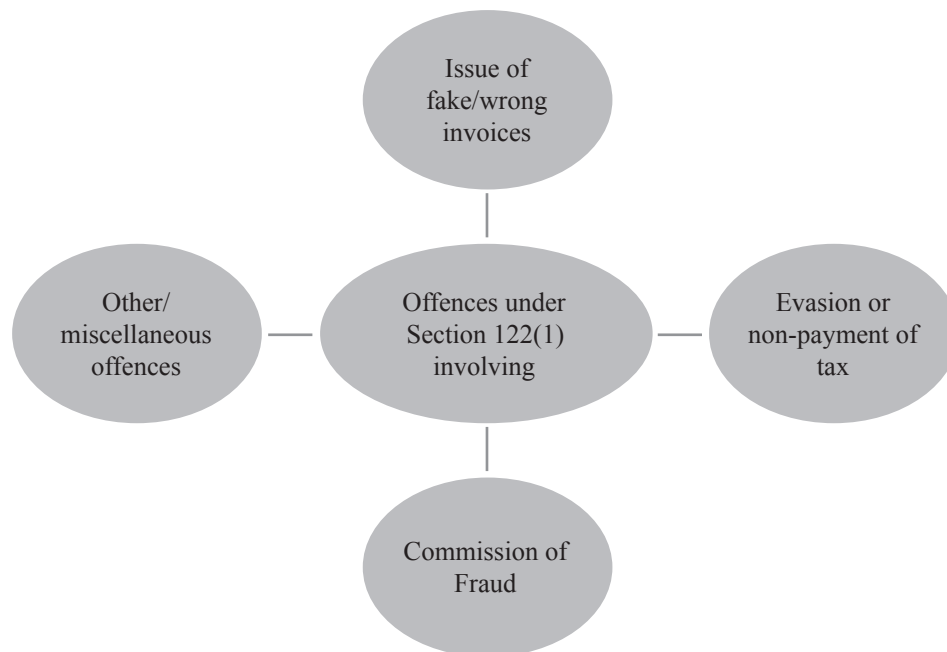 Issue of
fake/wrong
invoices
Other/
miscellaneous
offences
Offences under
Section 122(1)
involving
Evasion or
non-payment of
tax
Commission of
Fraud